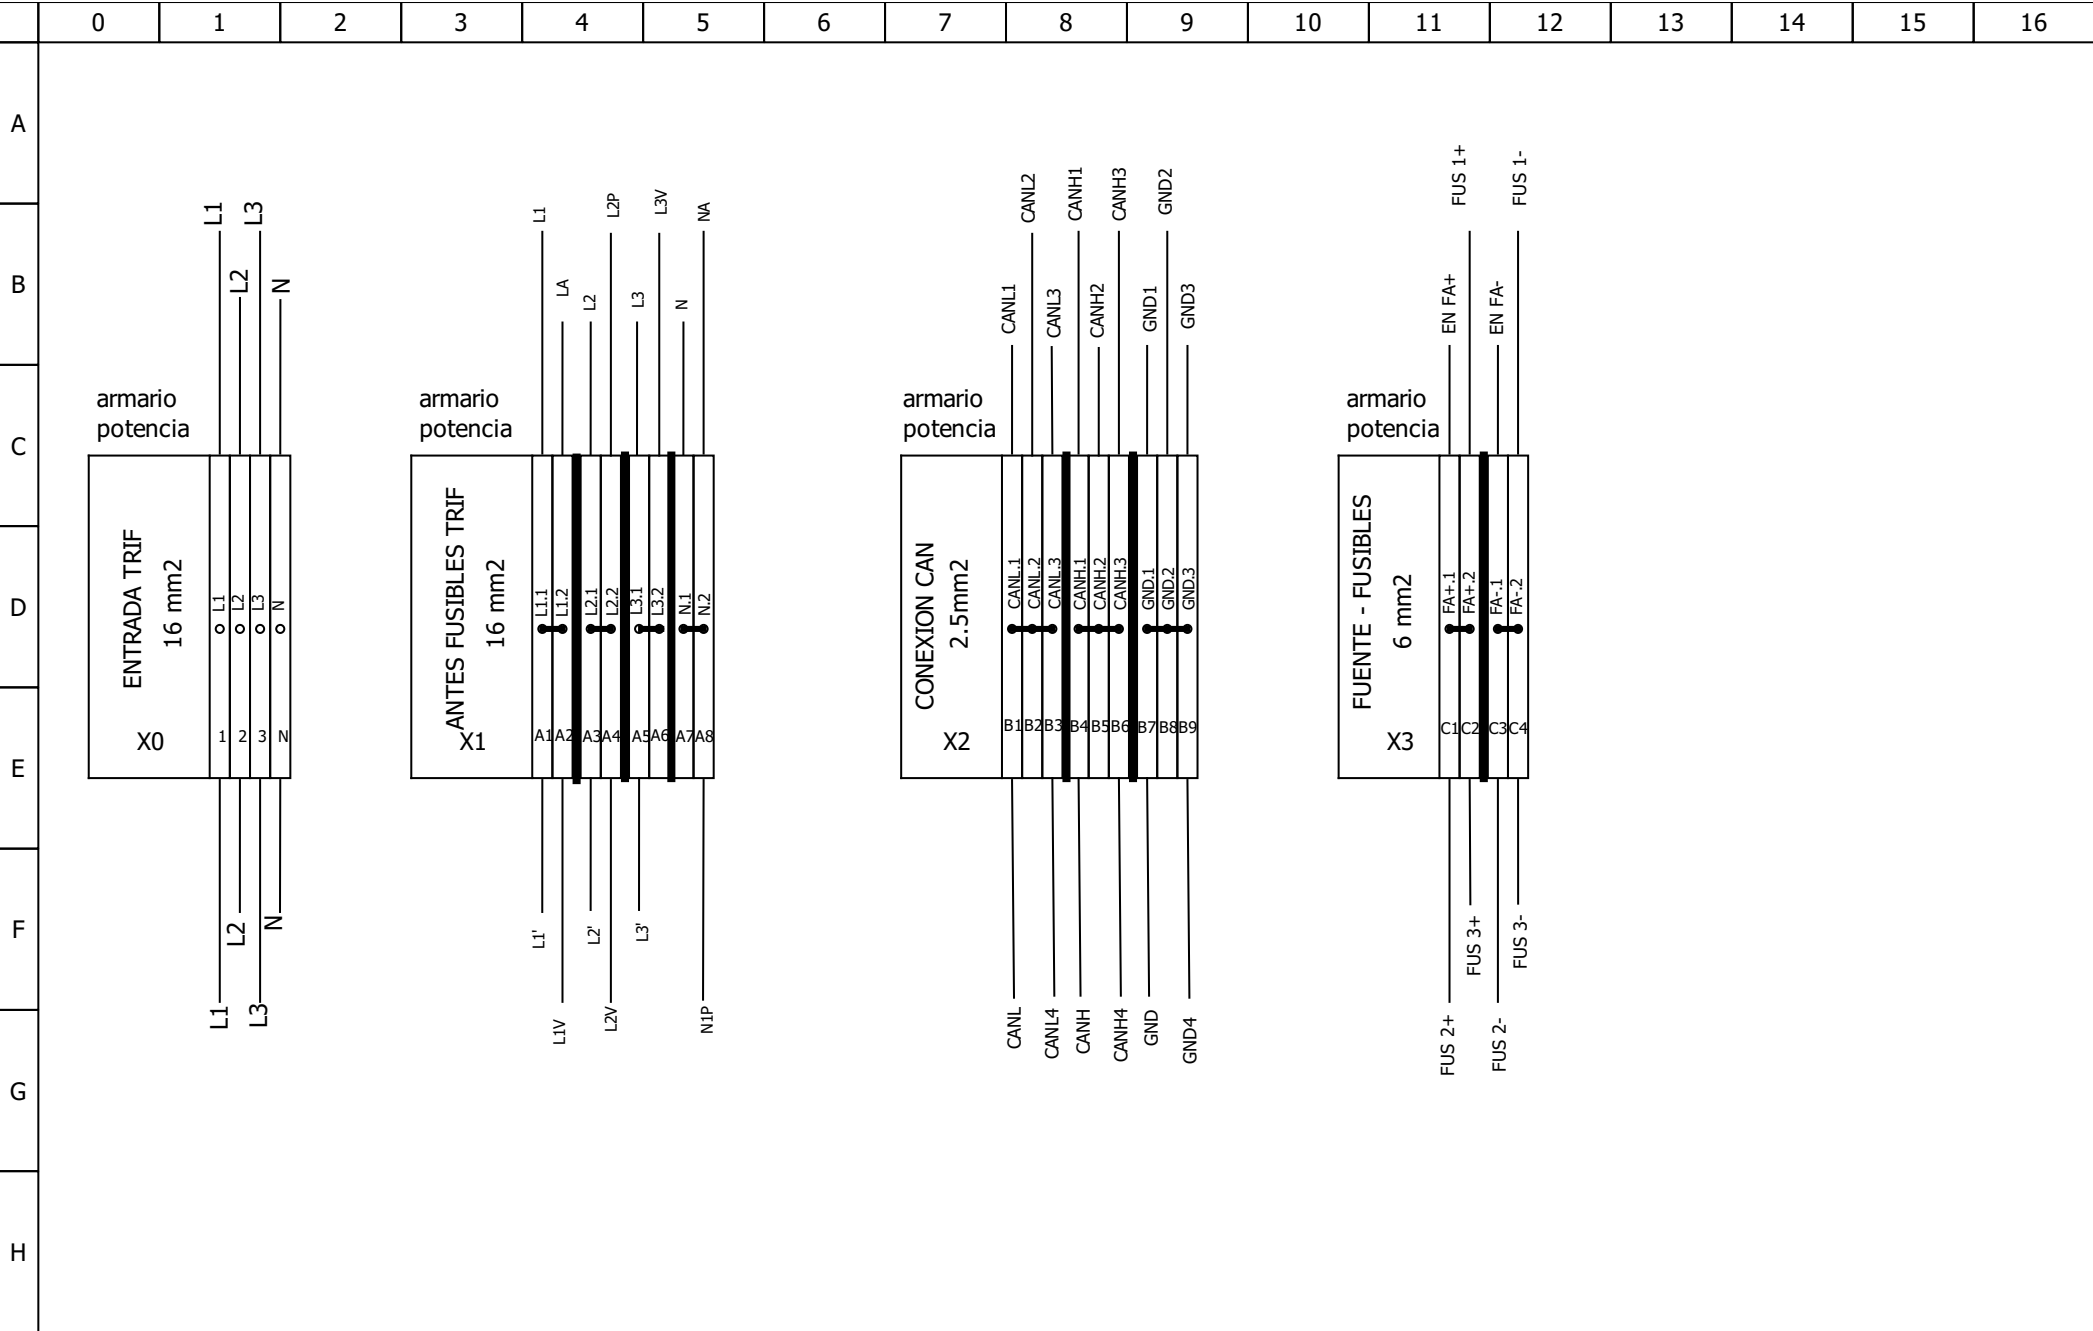 0 1 2 3 4 5 6 7 8 9 10 11 12 13 14 15 16
A
B
C
D
E
F
G
H
L1
L2
L3
N
armario
potencia
ENTRADA TRIF
16 mm2
X0
L1 L2 L3 N
1 2 3 N
L1
L2
L3
N
L1
LA
L2
L2P
L3
L3V
N
NA
armario
potencia
ANTES FUSIBLES TRIF
16 mm2
X1
L1.1 L1.2 L2.1 L2.2 L3.1 L3.2 N.1 N.2
A1 A2 A3 A4 A5 A6 A7 A8
L1'
L1V
L2'
L2V
L3'
N1P
CANL1
CANL2
CANL3
CANH1
CANH2
CANH3
GND1
GND2
GND3
armario
potencia
CONEXION CAN
2.5mm2
X2
CANL.1 CANL.2 CANL.3 CANH.1 CANH.2 CANH.3 GND.1 GND.2 GND.3
B1 B2 B3 B4 B5 B6 B7 B8 B9
CANL
CANL4
CANH
CANH4
GND
GND4
EN FA+
FUS 1+
EN FA-
FUS 1-
armario
potencia
FUENTE - FUSIBLES
6 mm2
X3
FA+.1 FA+.2 FA-.1 FA-.2
C1 C2 C3 C4
FUS 2+
FUS 3+
FUS 2-
FUS 3-